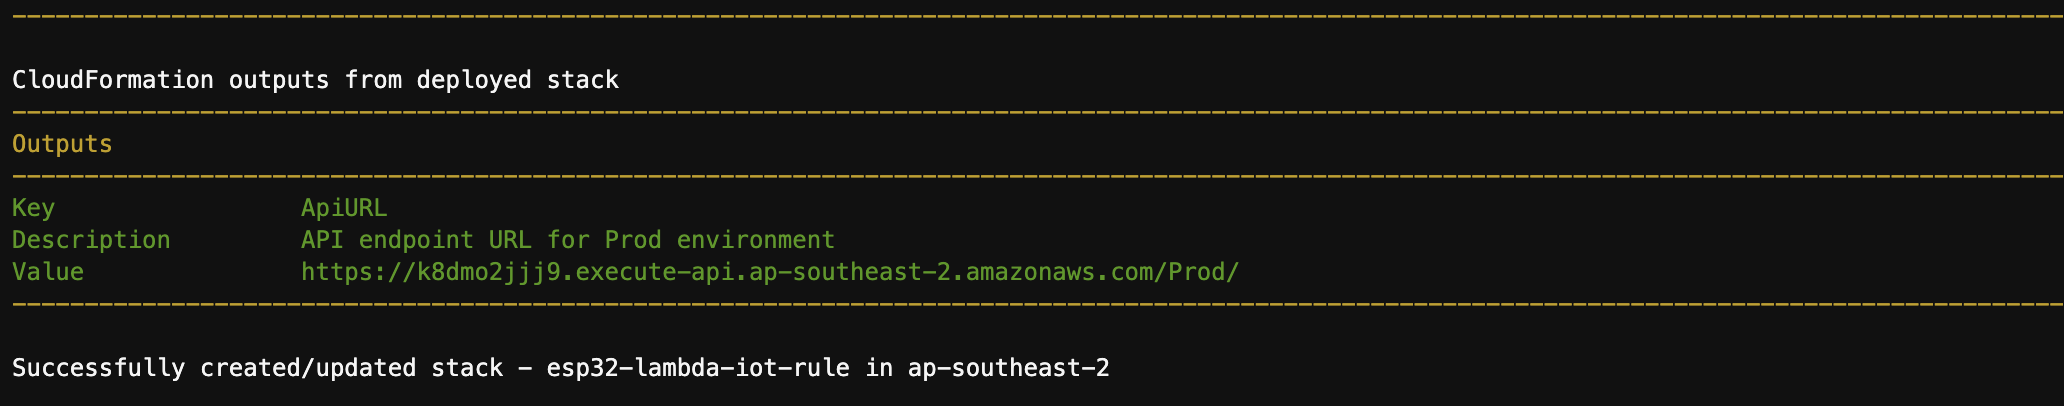 CloudFormation outputs from deployed stack
Outputs
Key ApiURL
Description API endpoint URL for Prod environment
Value https://k8dmo2jjj9.execute-api.ap-southeast-2.amazonaws.com/Prod/
Successfully created/updated stack - esp32-lambda-iot-rule in ap-southeast-2